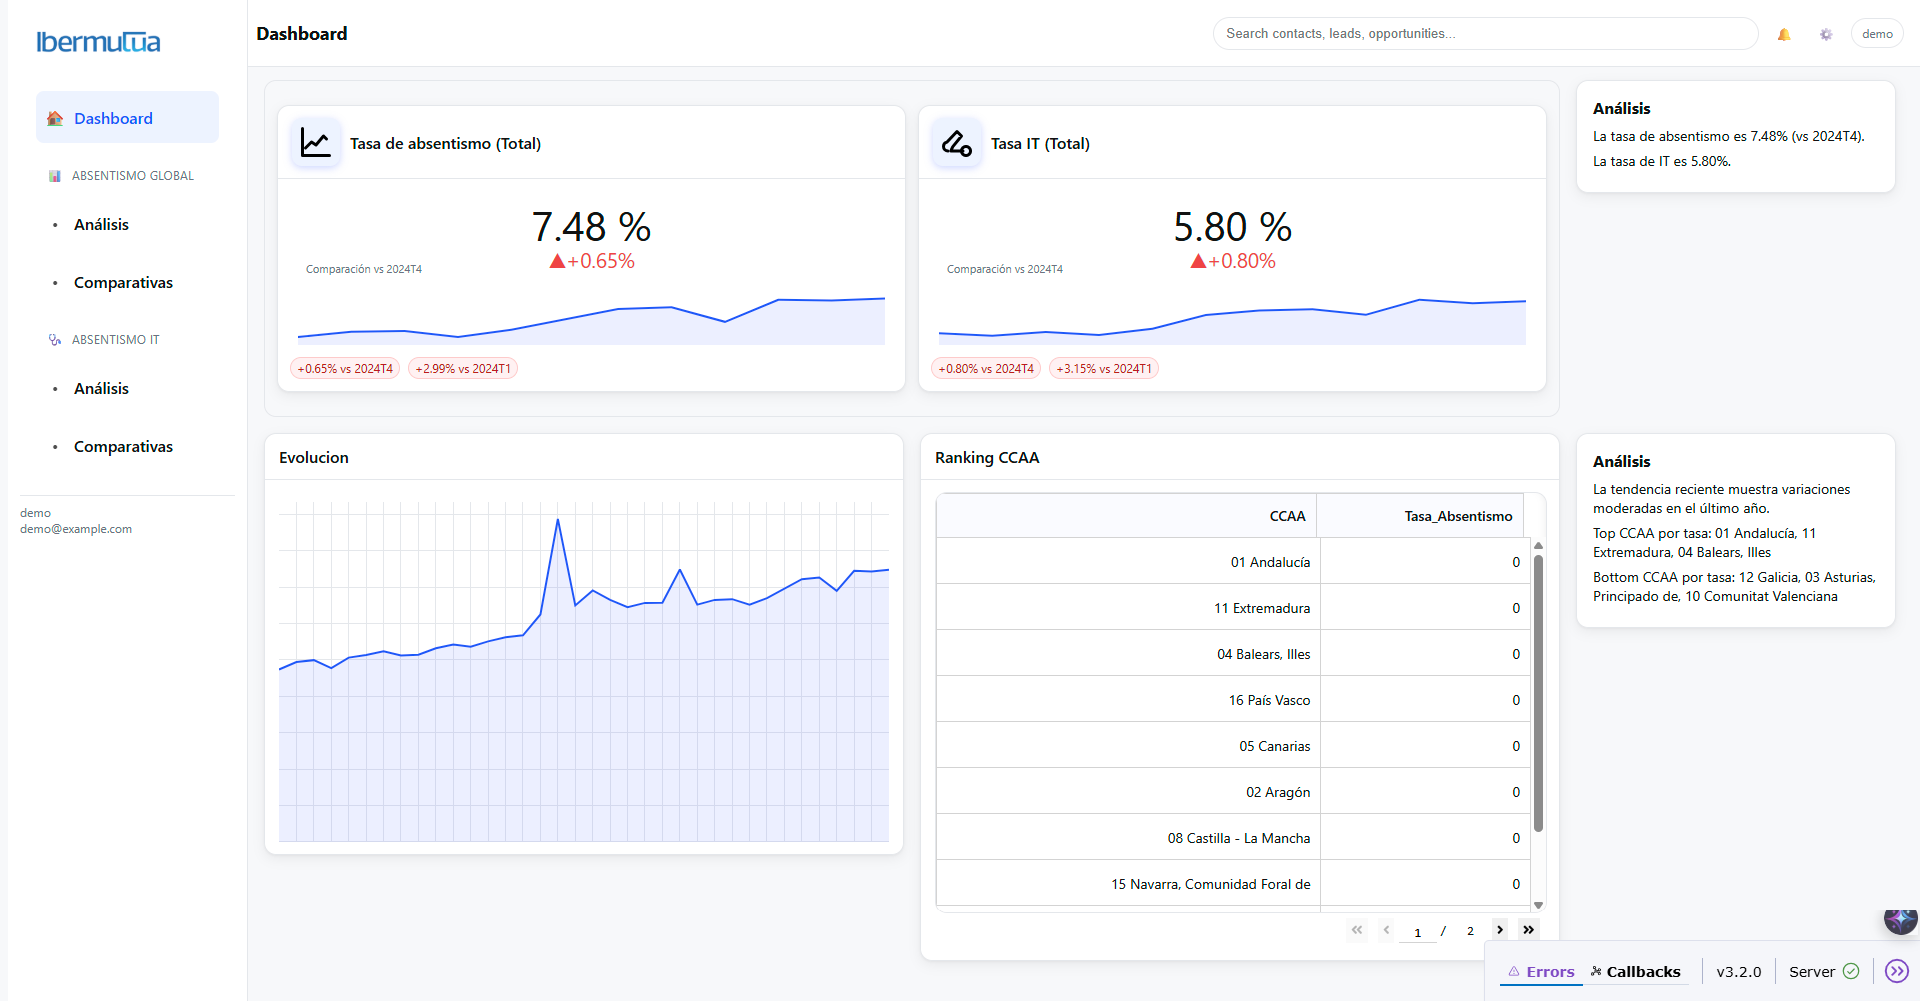 Ibermutua
Dashboard
ABSENTISMO GLOBAL
• Análisis
• Comparativas
ABSENTISMO IT
• Análisis
• Comparativas
demo
demo@example.com
Dashboard
Search contacts, leads, opportunities...
demo
Tasa de absentismo (Total)
7.48 %
▲+0.65%
Comparación vs 2024T4
+0.65% vs 2024T4
+2.99% vs 2024T1
Tasa IT (Total)
5.80 %
▲+0.80%
Comparación vs 2024T4
+0.80% vs 2024T4
+3.15% vs 2024T1
Análisis
La tasa de absentismo es 7.48% (vs 2024T4).
La tasa de IT es 5.80%.
Evolucion
Ranking CCAA
CCAA Tasa_Absentismo
01 Andalucía 0
11 Extremadura 0
04 Balears, Illes 0
16 País Vasco 0
05 Canarias 0
02 Aragón 0
08 Castilla - La Mancha 0
15 Navarra, Comunidad Foral de 0
1 / 2
Análisis
La tendencia reciente muestra variaciones
moderadas en el último año.
Top CCAA por tasa: 01 Andalucía, 11
Extremadura, 04 Balears, Illes
Bottom CCAA por tasa: 12 Galicia, 03 Asturias,
Principado de, 10 Comunitat Valenciana
Errors
Callbacks
v3.2.0
Server